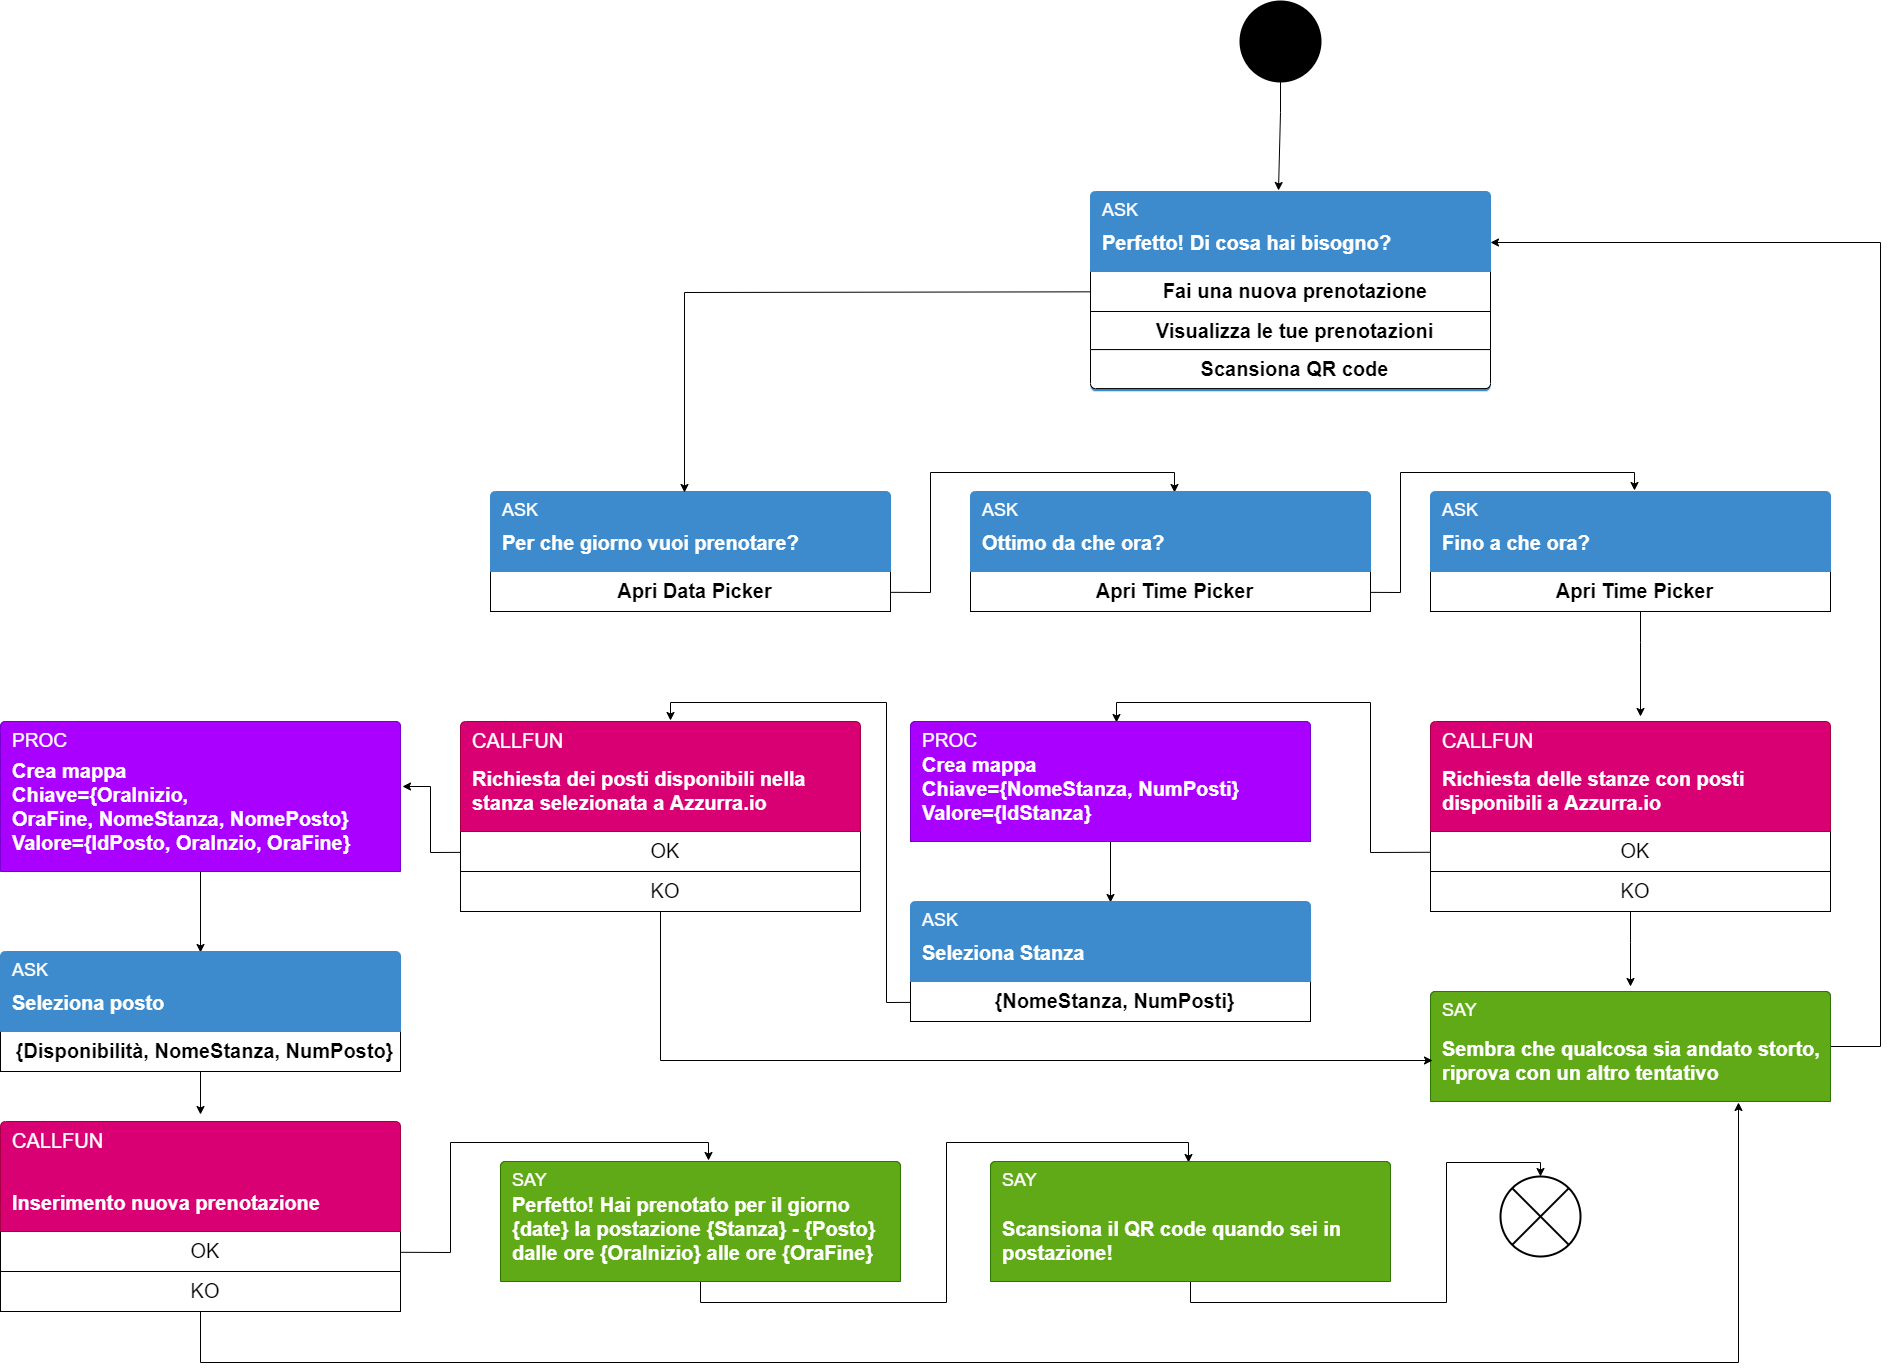 ASK
Perfetto! Di cosa hai bisogno?
Fai una nuova prenotazione
Visualizza le tue prenotazioni
Scansiona QR code
ASK
Per che giorno vuoi prenotare?
Apri Data Picker
ASK
Ottimo da che ora?
Apri Time Picker
ASK
Fino a che ora?
Apri Time Picker
PROC
Crea mappa
Chiave={OraInizio,
OraFine, NomeStanza, NomePosto}
Valore={IdPosto, OraInzio, OraFine}
CALLFUN
Richiesta dei posti disponibili nella
stanza selezionata a Azzurra.io
OK
KO
PROC
Crea mappa
Chiave={NomeStanza, NumPosti}
Valore={IdStanza}
CALLFUN
Richiesta delle stanze con posti
disponibili a Azzurra.io
OK
KO
ASK
Seleziona Stanza
{NomeStanza, NumPosti}
ASK
Seleziona posto
{Disponibilità, NomeStanza, NumPosto}
SAY
Sembra che qualcosa sia andato storto,
riprova con un altro tentativo
CALLFUN
Inserimento nuova prenotazione
OK
KO
SAY
Perfetto! Hai prenotato per il giorno
{date} la postazione {Stanza} - {Posto}
dalle ore {OraInizio} alle ore {OraFine}
SAY
Scansiona il QR code quando sei in
postazione!